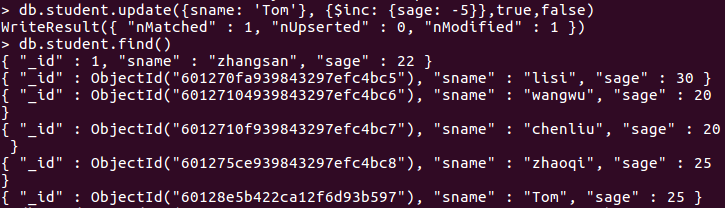 > db.student.update({sname: 'Tom'}, {$inc: {sage: -5}},true,false)
WriteResult({ "nMatched" : 1, "nUpserted" : 0, "nModified" : 1 })
> db.student.find()
{ "_id" : 1, "sname" : "zhangsan", "sage" : 22 }
{ "_id" : ObjectId("601270fa939843297efc4bc5"), "sname" : "lisi", "sage" : 30 }
{ "_id" : ObjectId("60127104939843297efc4bc6"), "sname" : "wangwu", "sage" : 20
}
{ "_id" : ObjectId("6012710f939843297efc4bc7"), "sname" : "chenliu", "sage" : 20
 }
{ "_id" : ObjectId("601275ce939843297efc4bc8"), "sname" : "zhaoqi", "sage" : 25
}
{ "_id" : ObjectId("60128e5b422ca12f6d93b597"), "sname" : "Tom", "sage" : 25 }